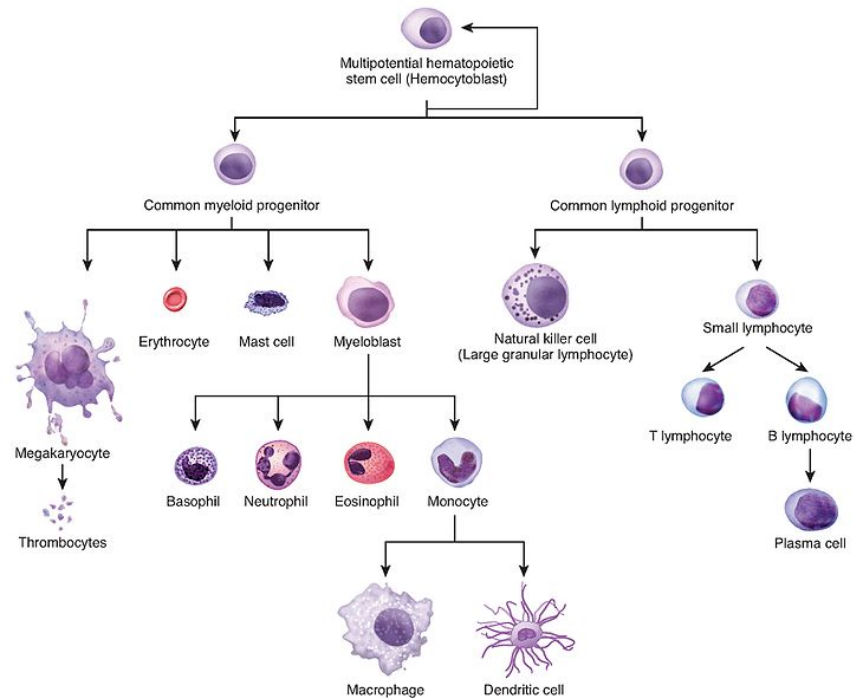 Multipotential hematopoietic
stem cell (Hemocytoblast)
Common myeloid progenitor
Common lymphoid progenitor
Erythrocyte
Mast cell
Myeloblast
Natural killer cell
(Large granular lymphocyte)
Small lymphocyte
T lymphocyte
B lymphocyte
Megakaryocyte
Basophil
Neutrophil
Eosinophil
Monocyte
Thrombocytes
Plasma cell
Macrophage
Dendritic cell